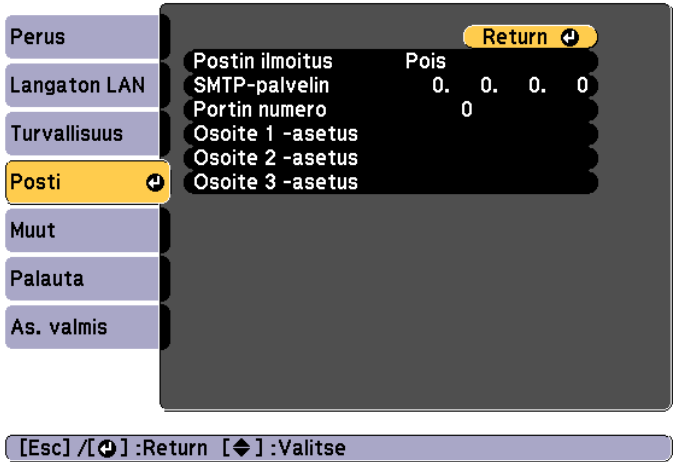 Perus
Langaton LAN
Turvallisuus
Posti
Muut
Palauta
As. valmis
Return
Postin ilmoitus Pois
SMTP-palvelin 0. 0. 0. 0
Portin numero 0
Osoite 1 -asetus
Osoite 2 -asetus
Osoite 3 -asetus
[Esc] /[ ] :Return [ ] :Valitse